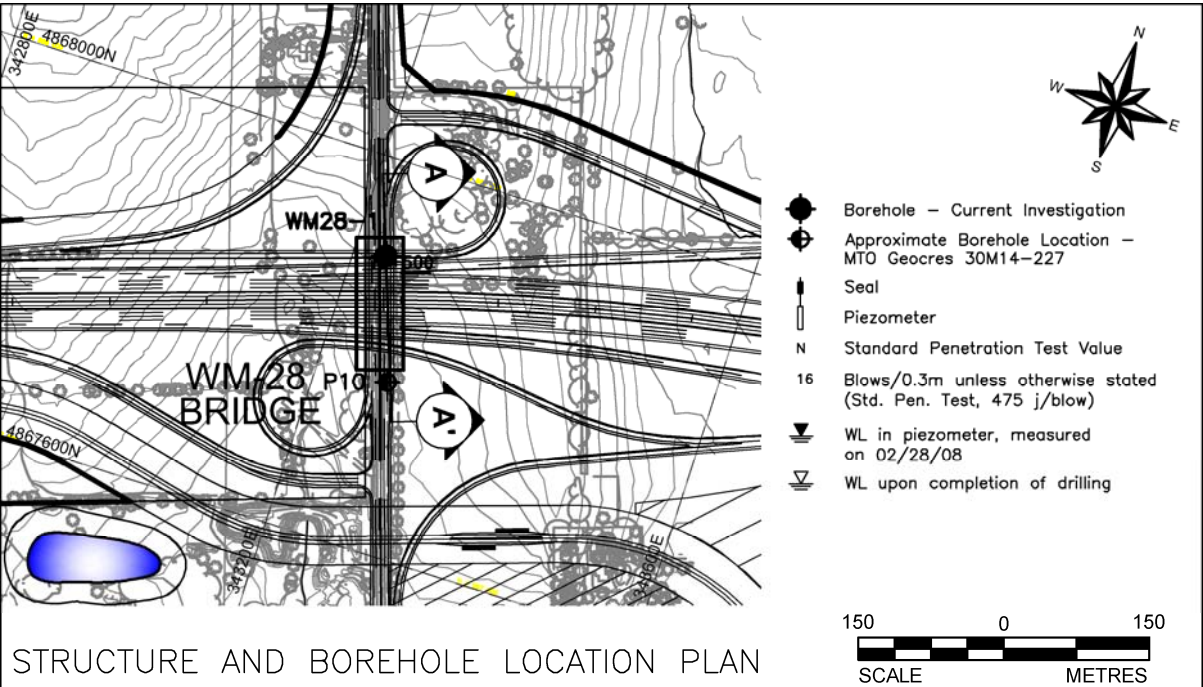 342800E
4868000N
A
WM28-1
500
WM-28
BRIDGE
P10
A'
4867600N
343200E
343600E
STRUCTURE AND BOREHOLE LOCATION PLAN
N
W
E
S
Borehole - Current Investigation
Approximate Borehole Location -
MTO Geocres 30M14-227
Seal
Piezometer
N Standard Penetration Test Value
16 Blows/0.3m unless otherwise stated
(Std. Pen. Test, 475 j/blow)
WL in piezometer, measured
on 02/28/08
WL upon completion of drilling
150 0 150
SCALE METRES